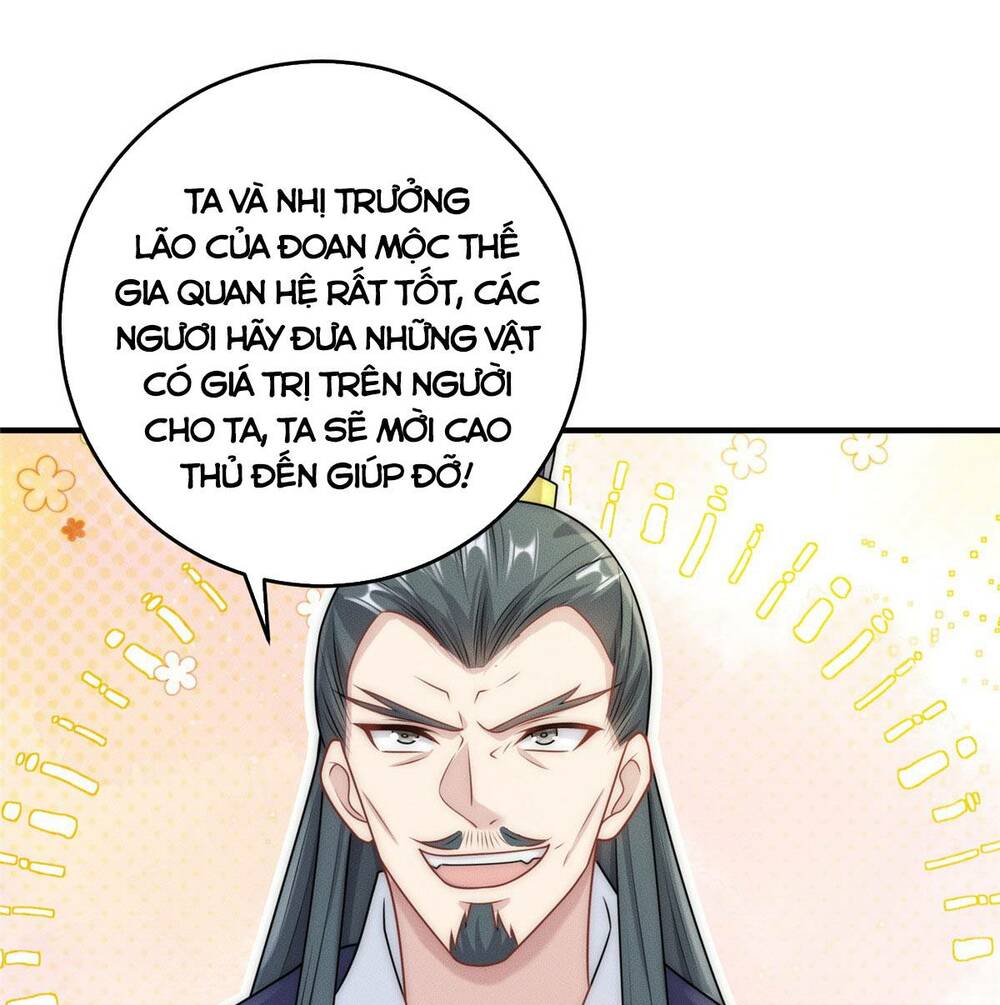 TA VÀ NHỊ TRƯỞNG
LÃO CỦA ĐOAN MỘC THẾ
GIA QUAN HỆ RẤT TỐT, CÁC
NGƯƠI HÃY ĐƯA NHỮNG VẬT
CÓ GIÁ TRỊ TRÊN NGƯỜI
CHO TA, TA SẼ MỜI CAO
THỦ ĐẾN GIÚP ĐỠ!